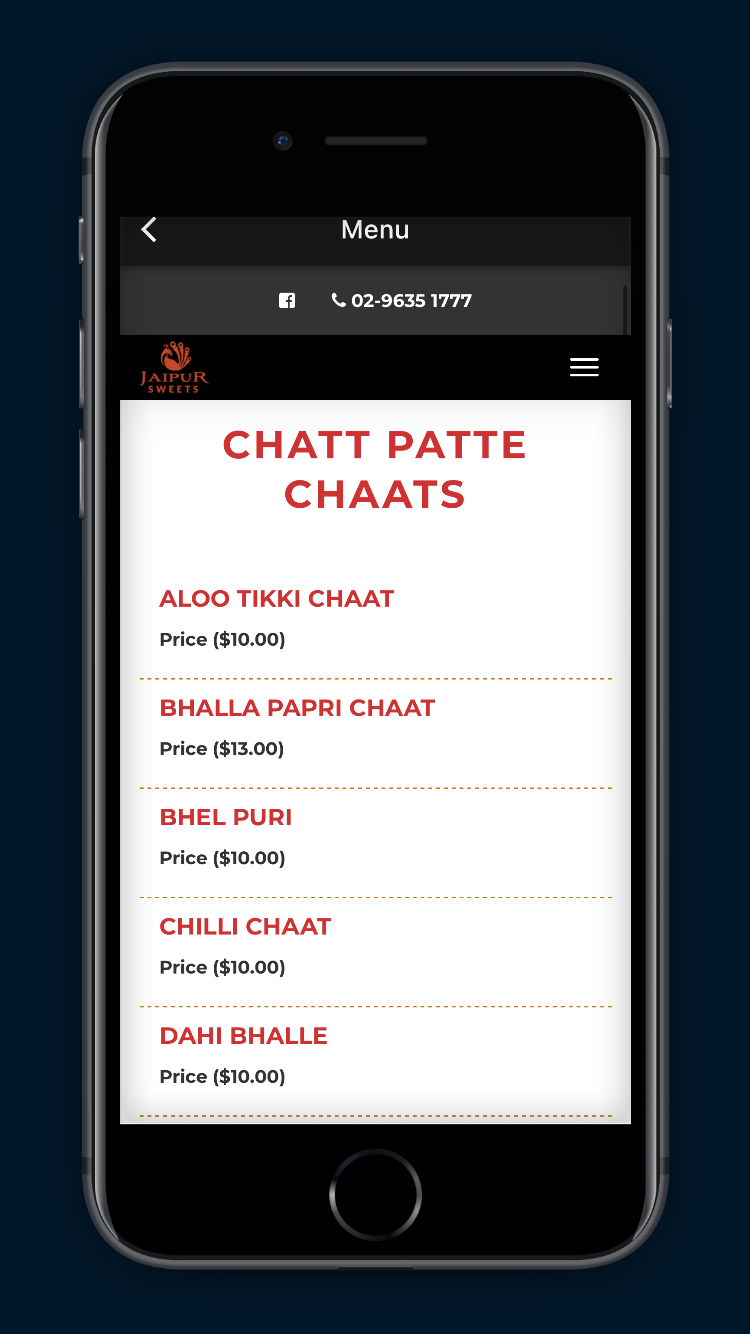 Menu
02-9635 1777
JAIPUR
SWEETS
CHATT PATTE
CHAATS
ALOO TIKKI CHAAT
Price ($10.00)
BHALLA PAPRI CHAAT
Price ($13.00)
BHEL PURI
Price ($10.00)
CHILLI CHAAT
Price ($10.00)
DAHI BHALLE
Price ($10.00)